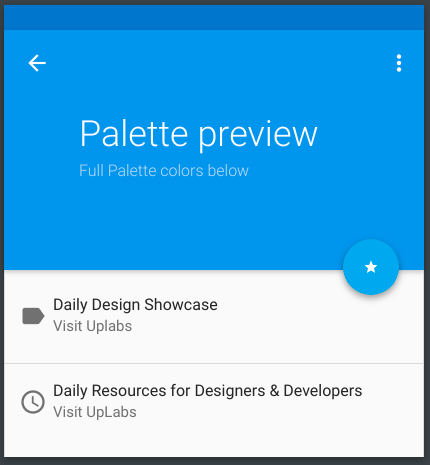 Palette preview
Full Palette colors below
Daily Design Showcase
Visit Uplabs
Daily Resources for Designers & Developers
Visit UpLabs